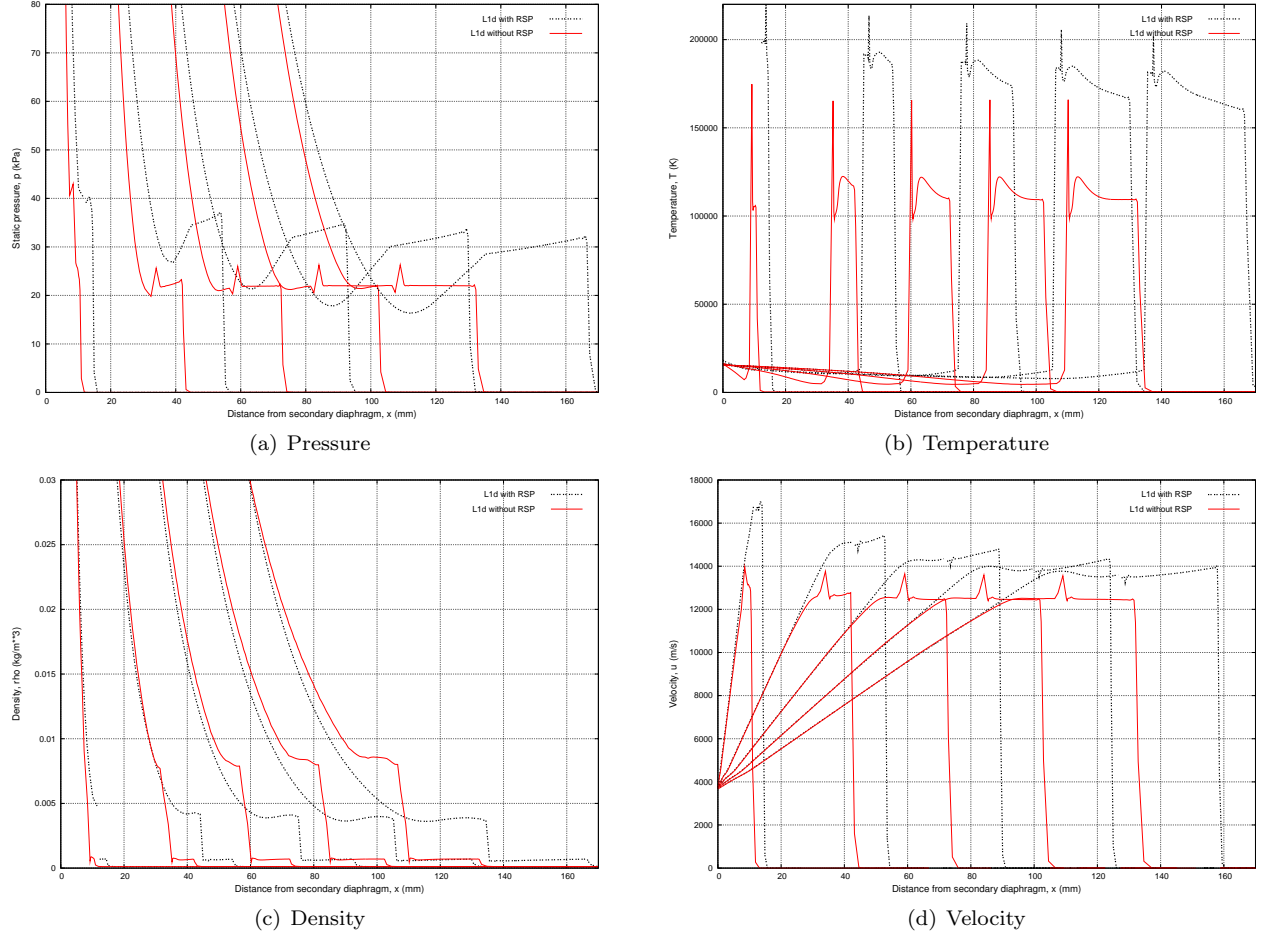 80
70
60
50
40
30
20
10
0
0 20 40 60 80 100 120 140 160
Static pressure, p (kPa)
Distance from secondary diaphragm, x (mm)
L1d with RSP
L1d without RSP
(a) Pressure
200000
150000
100000
50000
0
0 20 40 60 80 100 120 140 160
Temperature, T (K)
Distance from secondary diaphragm, x (mm)
L1d with RSP
L1d without RSP
(b) Temperature
0.03
0.025
0.02
0.015
0.01
0.005
0
0 20 40 60 80 100 120 140 160
Density, rho (kg/m**3)
Distance from secondary diaphragm, x (mm)
L1d with RSP
L1d without RSP
(c) Density
18000
16000
14000
12000
10000
8000
6000
4000
2000
0
0 20 40 60 80 100 120 140 160
Velocity, u (m/s)
Distance from secondary diaphragm, x (mm)
L1d with RSP
L1d without RSP
(d) Velocity